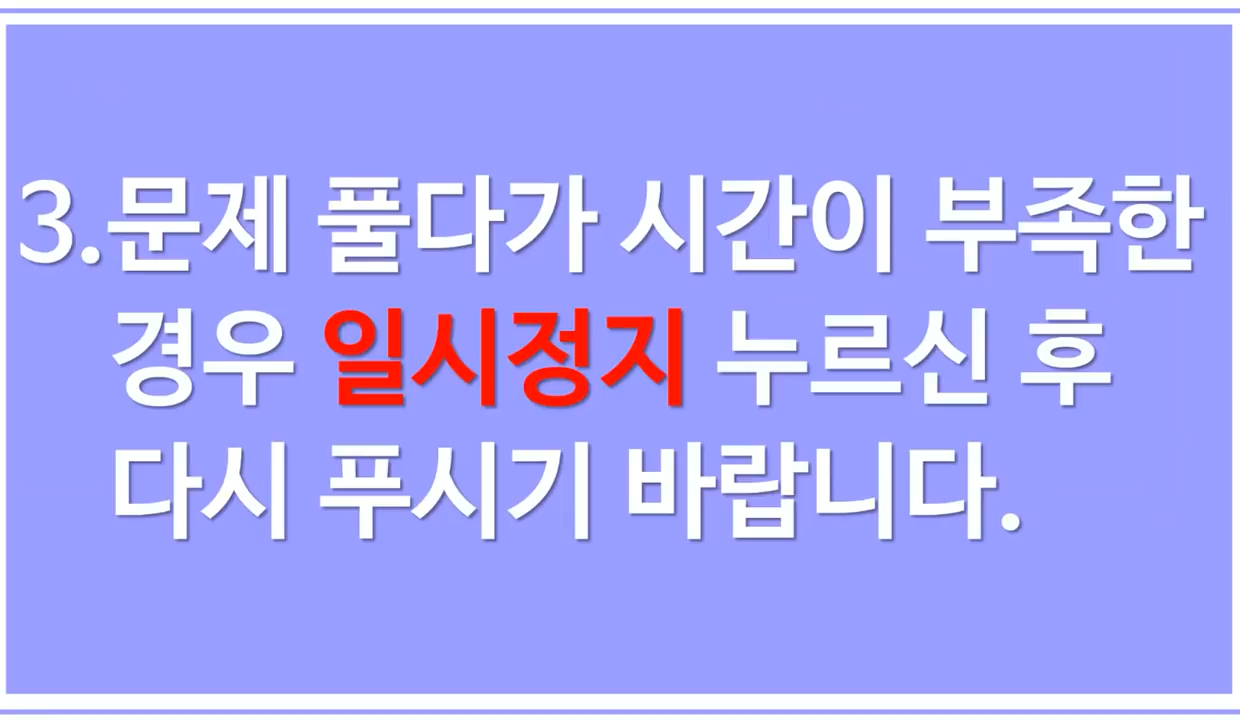 3.문제 풀다가 시간이 부족한
경우 일시정지 누르신 후
다시 푸시기 바랍니다.